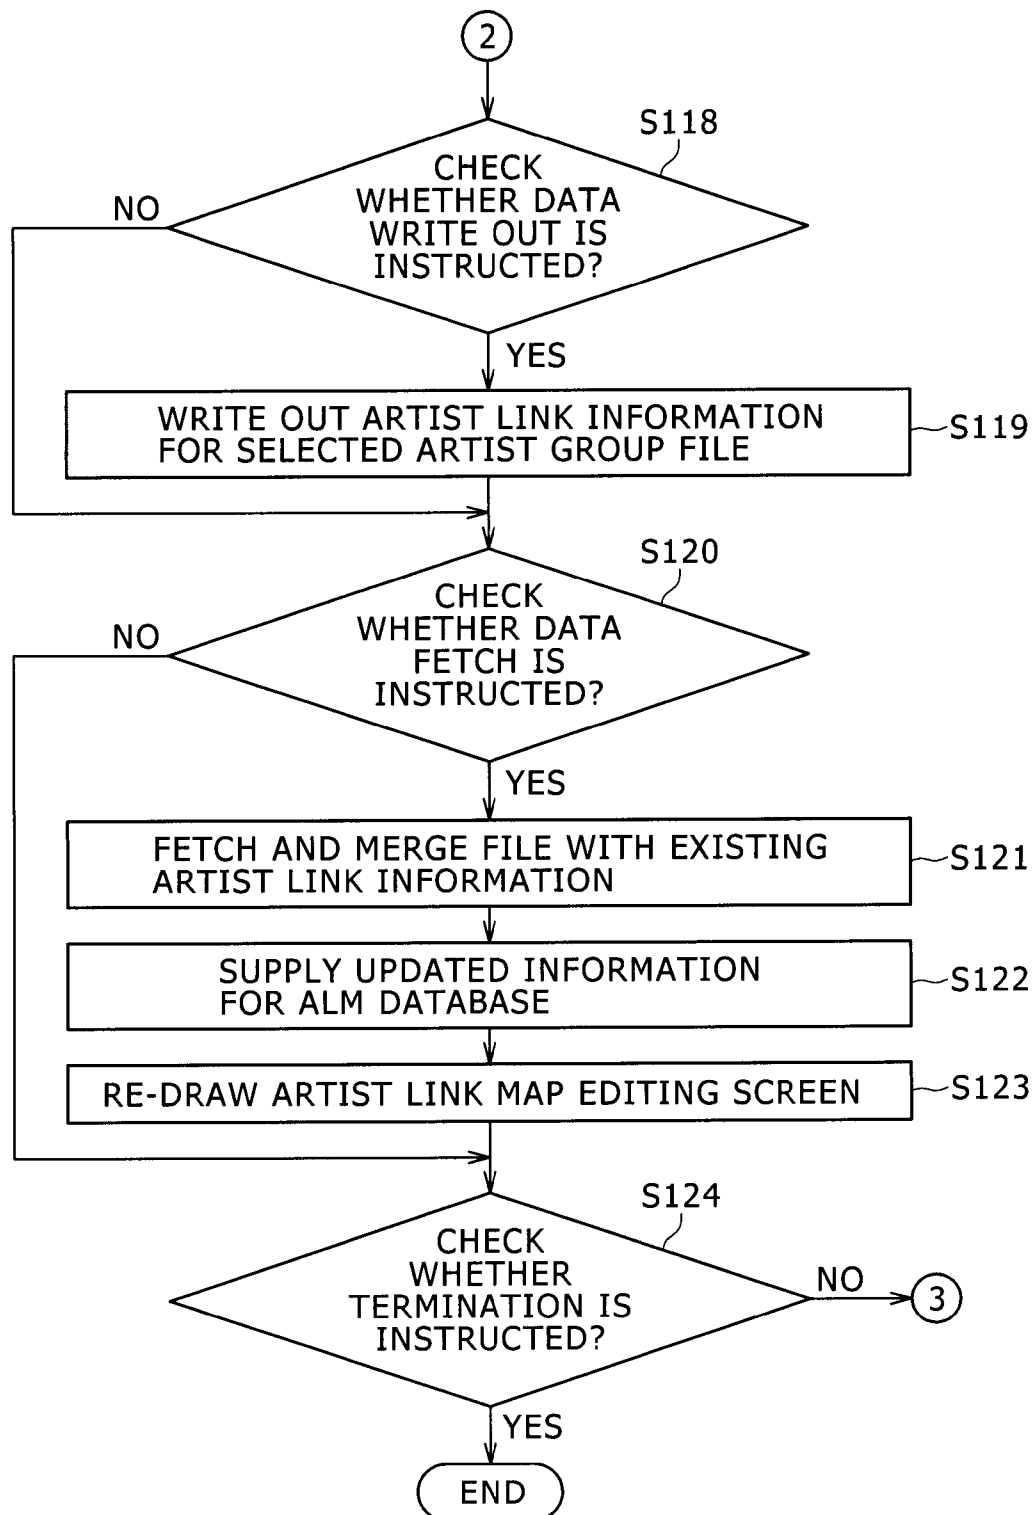 2
S118
CHECK
WHETHER DATA
WRITE OUT IS
INSTRUCTED?
NO
YES
WRITE OUT ARTIST LINK INFORMATION
FOR SELECTED ARTIST GROUP FILE
S119
S120
CHECK
WHETHER DATA
FETCH IS
INSTRUCTED?
NO
YES
FETCH AND MERGE FILE WITH EXISTING
ARTIST LINK INFORMATION
S121
SUPPLY UPDATED INFORMATION
FOR ALM DATABASE
S122
RE-DRAW ARTIST LINK MAP EDITING SCREEN
S123
S124
CHECK
WHETHER
TERMINATION IS
INSTRUCTED?
NO
3
YES
END